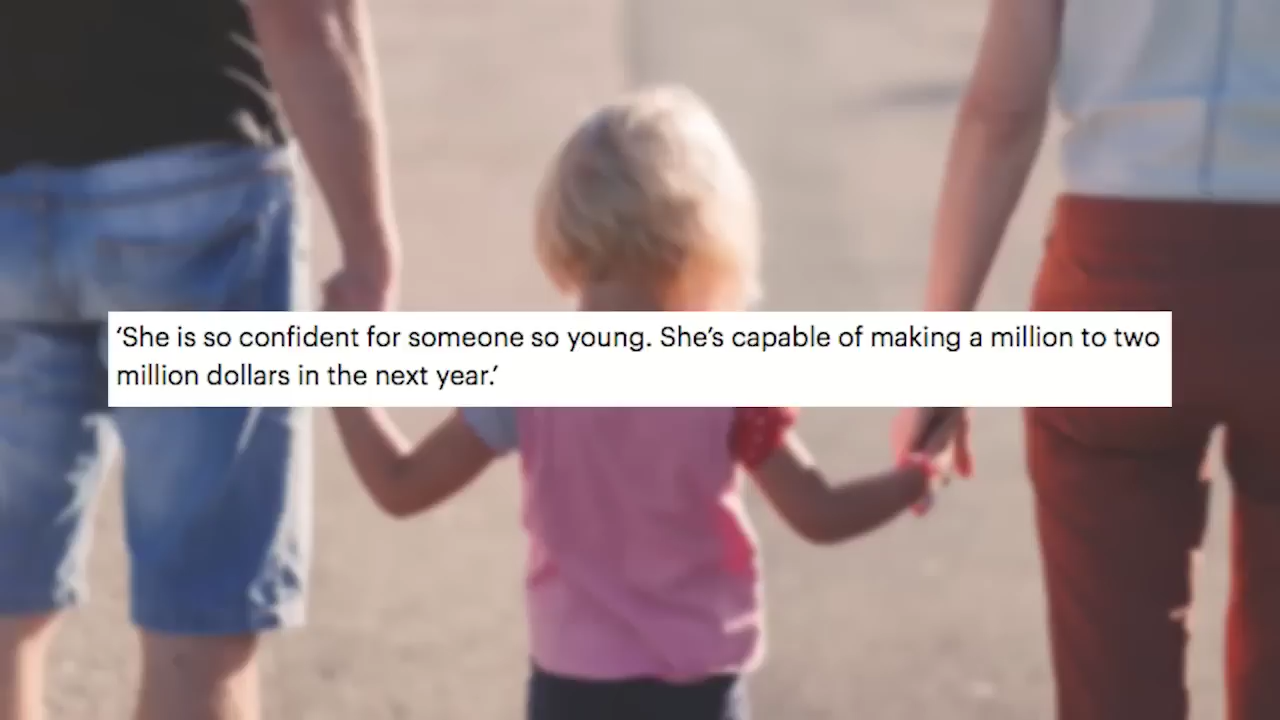 ‘She is so confident for someone so young. She’s capable of making a million to two
million dollars in the next year.’